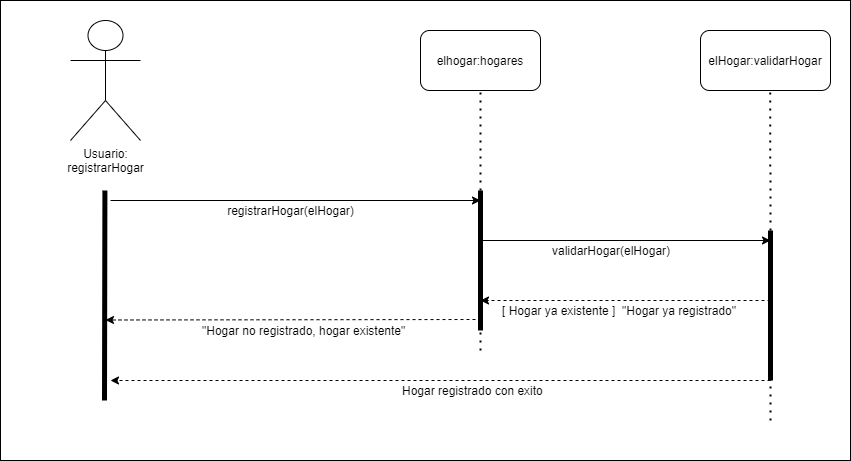 elhogar:hogares
elHogar:validarHogar
Usuario:
registrarHogar
registrarHogar(elHogar)
validarHogar(elHogar)
[ Hogar ya existente ]  "Hogar ya registrado"
"Hogar no registrado, hogar existente"
Hogar registrado con exito